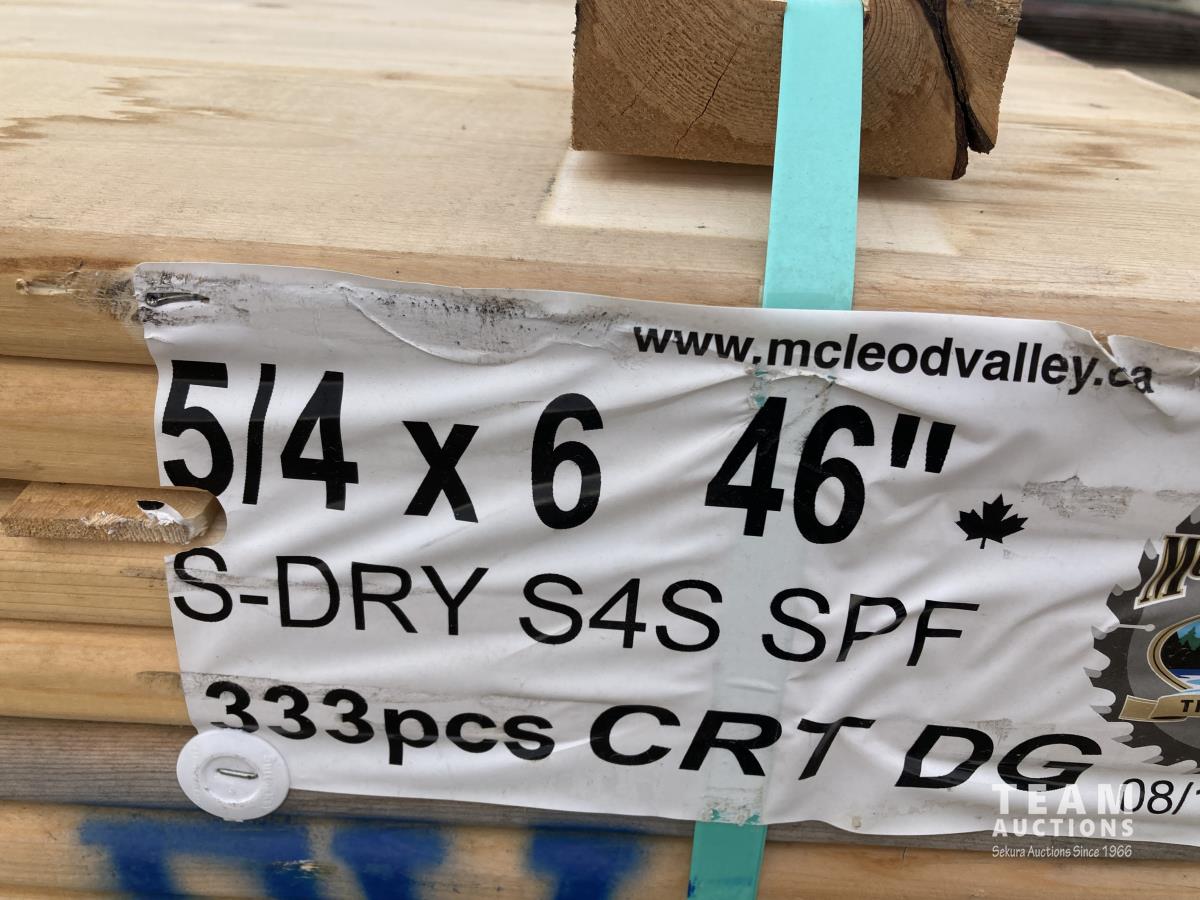 www.mcleodvalley.ca
5/4 x 6 46"
S-DRY S4S SPF
333pcs CRT DG
08/1
TEAM
AUCTIONS
Sekura Auctions Since 1966